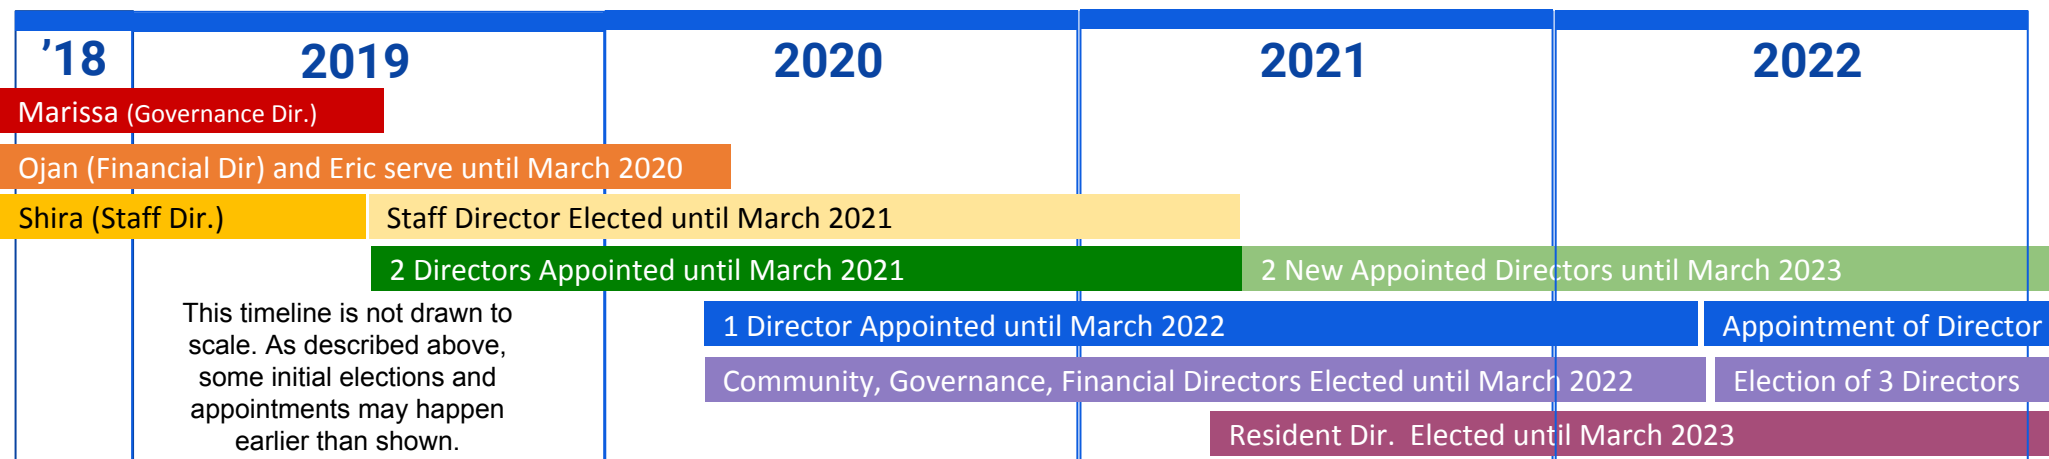 ’18 2019 2020 2021 2022
Marissa (Governance Dir.)
Ojan (Financial Dir) and Eric serve until March 2020
Shira (Staff Dir.) Staff Director Elected until March 2021
2 Directors Appointed until March 2021 2 New Appointed Directors until March 2023
1 Director Appointed until March 2022 Appointment of Director
Community, Governance, Financial Directors Elected until March 2022 Election of 3 Directors
Resident Dir. Elected until March 2023
This timeline is not drawn to
scale. As described above,
some initial elections and
appointments may happen
earlier than shown.